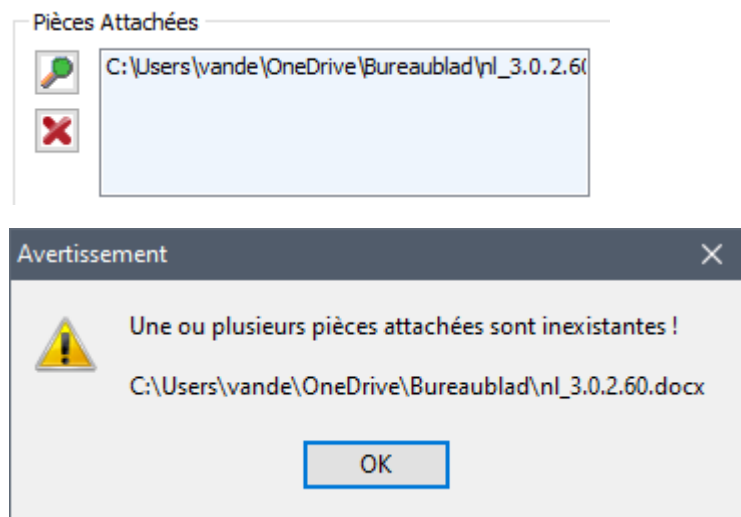 Pièces Attachées
C:\Users\vande\OneDrive\Bureaublad\nl_3.0.2.6
Avertissement
Une ou plusieurs pièces attachées sont inexistantes !
C:\Users\vande\OneDrive\Bureaublad\nl_3.0.2.60.docx
OK